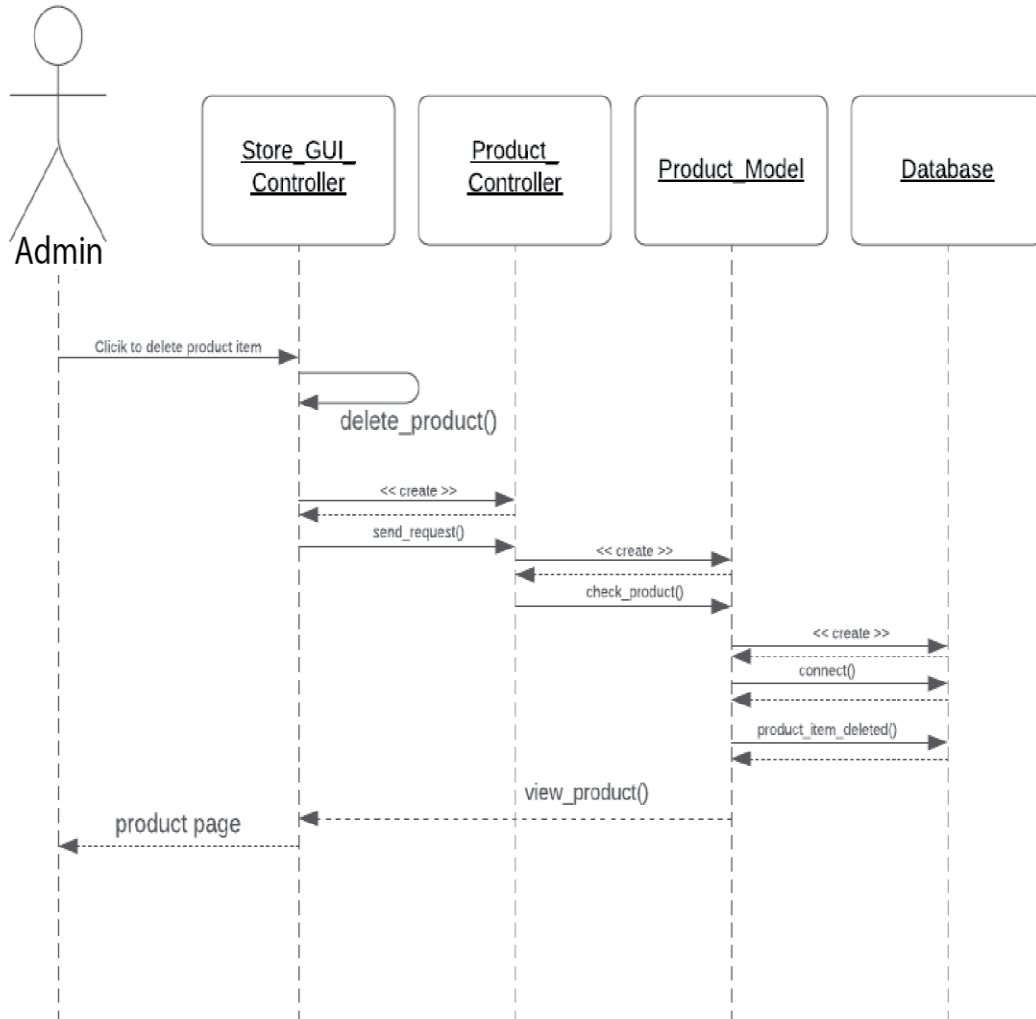 Store_GUI_
Controller
Product_
Controller
Product_Model
Database
Admin
Clicik to delete product item
delete_product()
<< create >>
send_request()
<< create >>
check_product()
<< create >>
connect()
product_item_deleted()
view_product()
product page